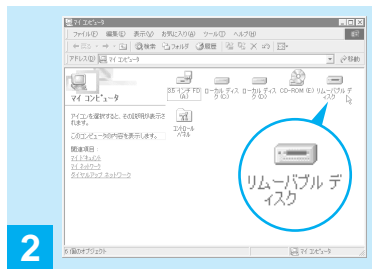 マイ コンピュータ
ファイル(F) 編集(E) 表示(V) お気に入り(A) ツール(T) ヘルプ(H)
戻る 検索 フォルダ 履歴
アドレス(D) マイ コンピュータ 移動
マイ コンピュータ
アイコンを選択すると、その説明が表示されます。
このコンピュータの内容を表示します。
関連項目:
マイ ドキュメント
マイ ネットワーク
ダイヤルアップ ネットワーク
3.5 インチ FD (A)
ローカル ディスク (C)
ローカル ディスク (D)
CD-ROM (E)
リムーバブル ディスク
コントロール パネル
リムーバブル ディスク
2
6 個のオブジェクト マイ コンピュータ